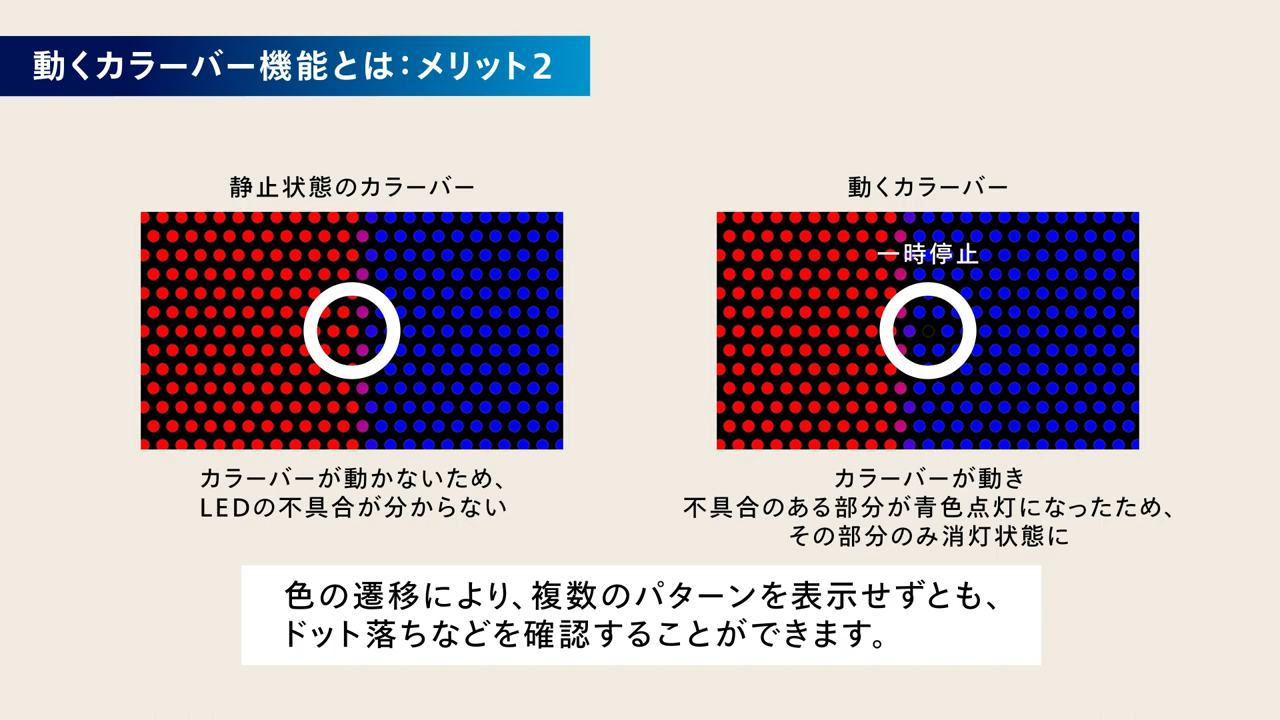 動くカラーバー機能とは：メリット2
静止状態のカラーバー
カラーバーが動かないため、
LEDの不具合が分からない
動くカラーバー
一時停止
カラーバーが動き
不具合のある部分が青色点灯になったため、
その部分のみ消灯状態に
色の遷移により、複数のパターンを表示せずとも、
ドット落ちなどを確認することができます。